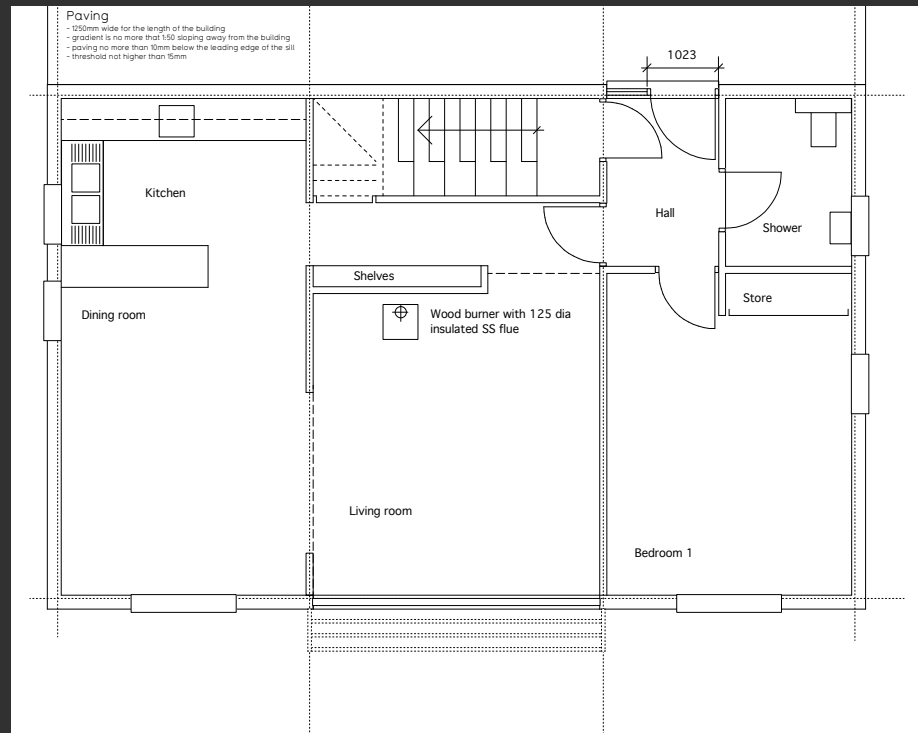 Paving
- 1250mm wide for the length of the building
- gradient is no more that 1:50 sloping away from the building
- paving no more than 10mm below the leading edge of the sill
- threshold not higher than 15mm
1023
Kitchen
Hall
Shower
Shelves
Store
Dining room
Wood burner with 125 dia
insulated SS flue
Living room
Bedroom 1